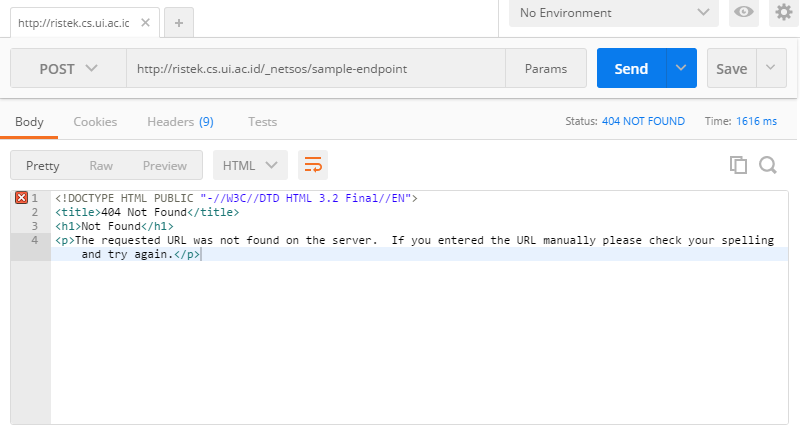 http://ristek.cs.ui.ac.ic
No Environment
POST http://ristek.cs.ui.ac.id/_netsos/sample-endpoint Params Send Save
Body Cookies Headers (9) Tests Status: 404 NOT FOUND Time: 1616 ms
Pretty Raw Preview HTML
1 <!DOCTYPE HTML PUBLIC "-//W3C//DTD HTML 3.2 Final//EN">
2 <title>404 Not Found</title>
3 <h1>Not Found</h1>
4 <p>The requested URL was not found on the server.  If you entered the URL manually please check your spelling
and try again.</p>